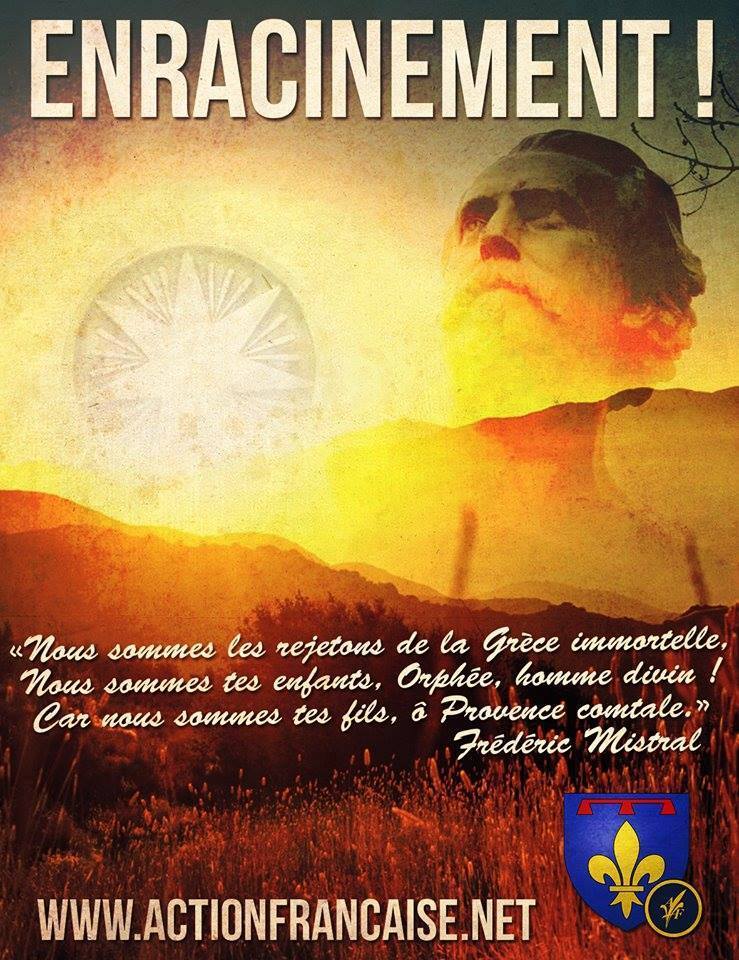 ENRACINEMENT !
«Nous sommes les rejetons de la Grèce immortelle,
Nous sommes tes enfants, Orphée, homme divin !
Car nous sommes tes fils, ô Provence comtale.»
Frédéric Mistral
WWW.ACTIONFRANCAISE.NET
AF